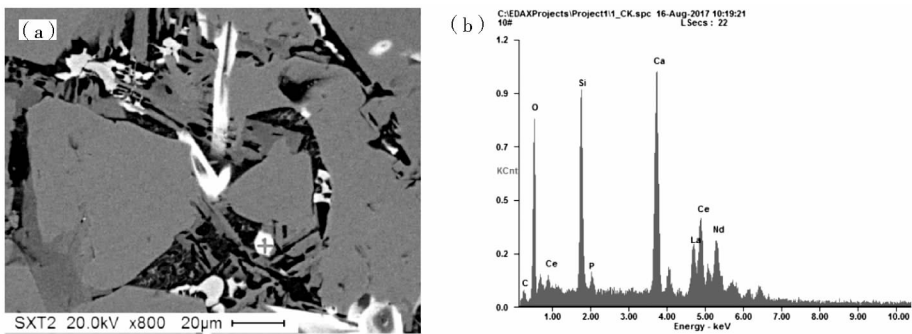 (a)
SXT2 20.0kV x800 20μm
(b)
C:\EDAXProjects\Project1\1_CK.spc 16-Aug-2017 10:19:21
10# LSecs : 22
1.2
0.9
0.7
KCnt
0.5
0.2
0.0
C
O
Ce
Si
P
Ca
La
Ce
Nd
1.00 2.00 3.00 4.00 5.00 6.00 7.00 8.00 9.00 10.00
Energy - keV